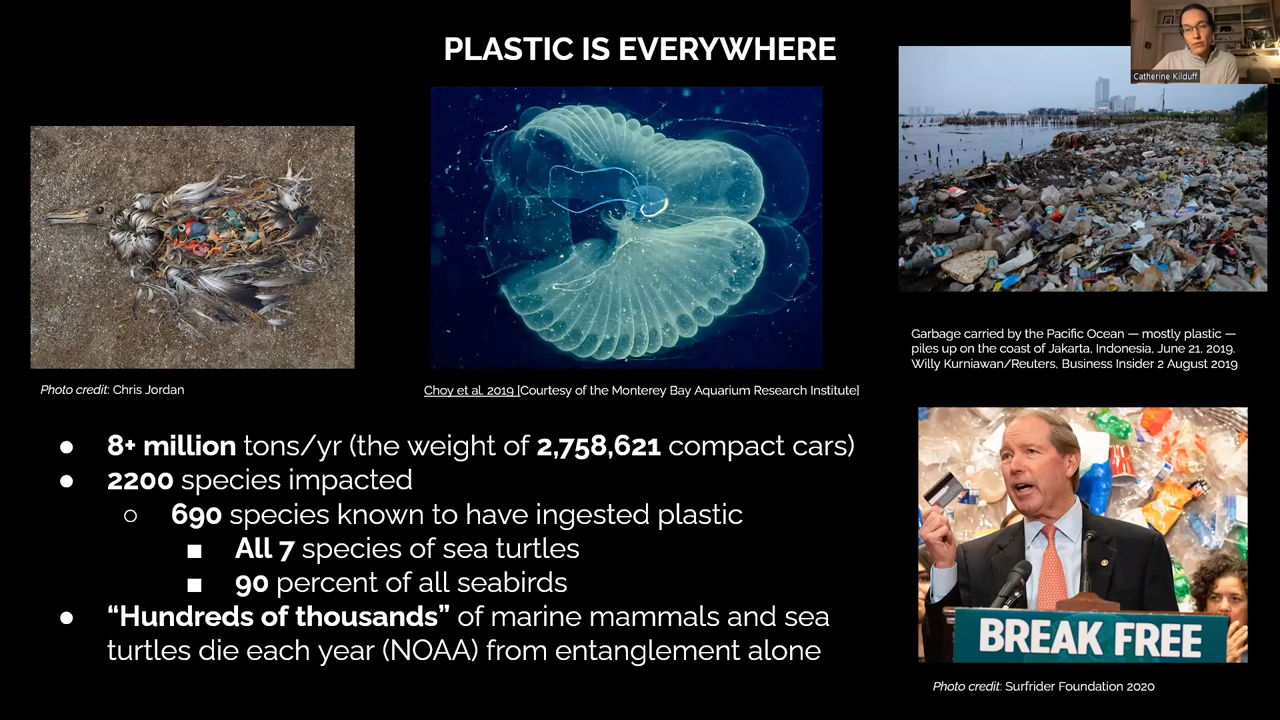 PLASTIC IS EVERYWHERE
Catherine Kilduff
Photo credit: Chris Jordan
Choy et al. 2019 [Courtesy of the Monterey Bay Aquarium Research Institute]
Garbage carried by the Pacific Ocean — mostly plastic —
piles up on the coast of Jakarta, Indonesia, June 21, 2019.
Willy Kurniawan/Reuters, Business Insider 2 August 2019
● 8+ million tons/yr (the weight of 2,758,621 compact cars)
● 2200 species impacted
○ 690 species known to have ingested plastic
■ All 7 species of sea turtles
■ 90 percent of all seabirds
● “Hundreds of thousands” of marine mammals and sea
turtles die each year (NOAA) from entanglement alone
BREAK FREE
Photo credit: Surfrider Foundation 2020